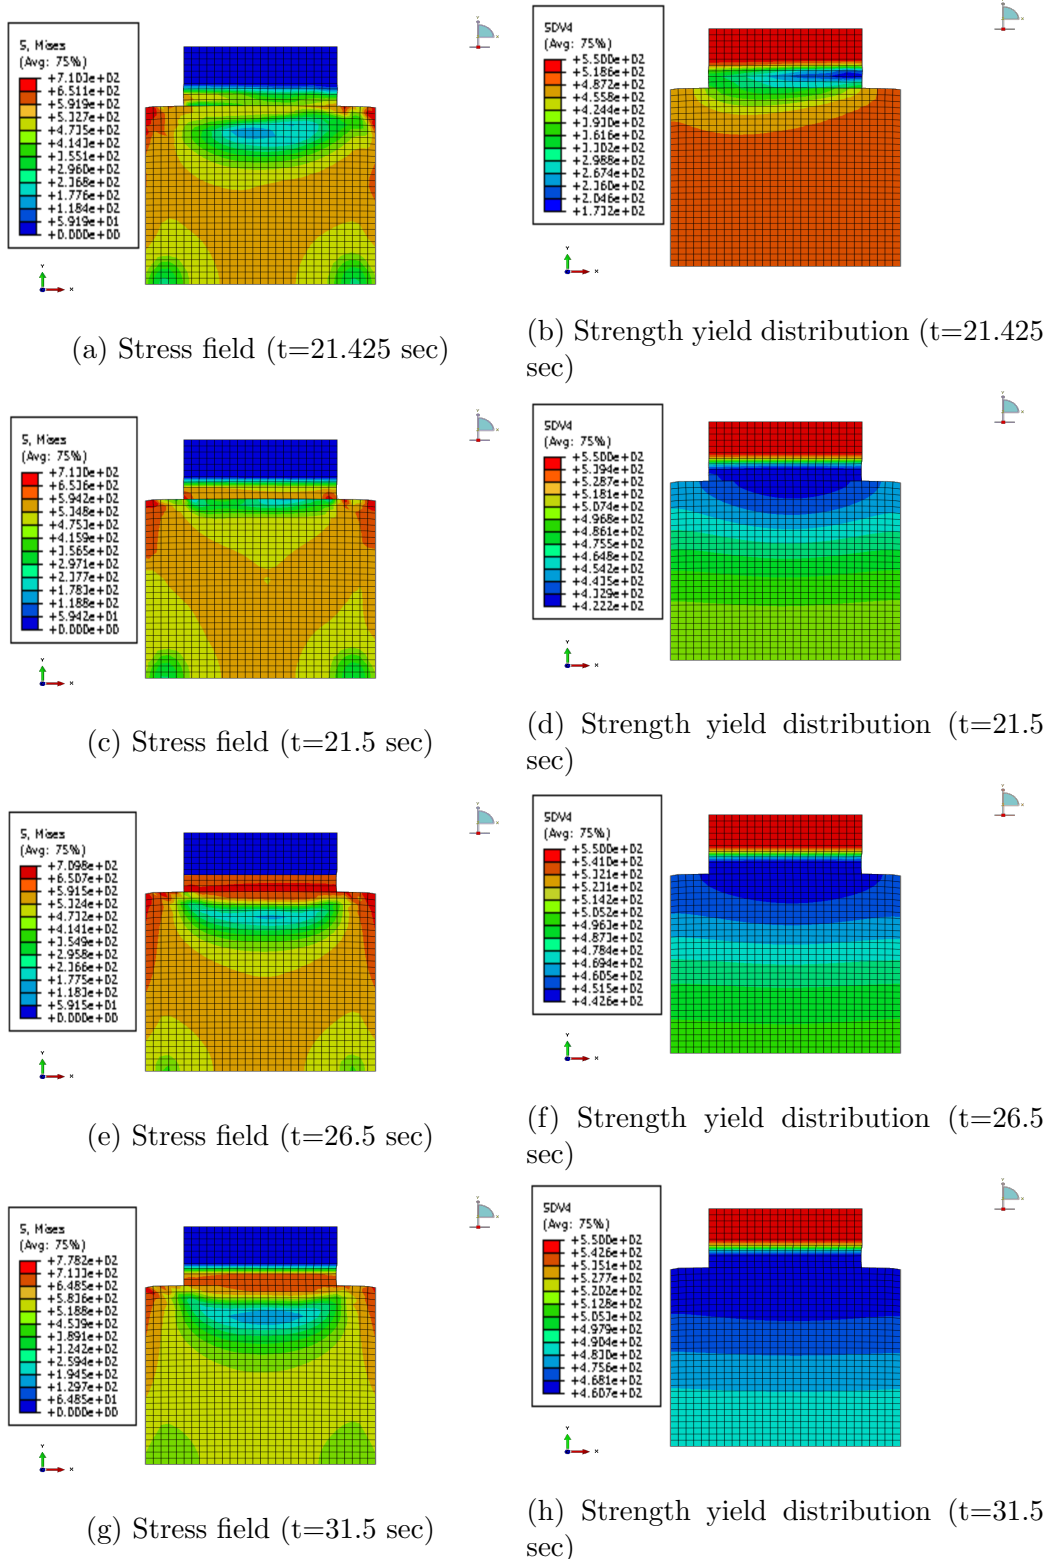 S, Mises
(Avg: 75%)
+7.103e+02
+6.511e+02
+5.919e+02
+5.327e+02
+4.735e+02
+4.143e+02
+3.551e+02
+2.960e+02
+2.368e+02
+1.776e+02
+1.184e+02
+5.919e+01
+0.000e+00
Y
X
Y
X
(a) Stress field (t=21.425 sec)
SDV4
(Avg: 75%)
+5.500e+02
+5.186e+02
+4.872e+02
+4.558e+02
+4.244e+02
+3.930e+02
+3.616e+02
+3.302e+02
+2.988e+02
+2.674e+02
+2.360e+02
+2.046e+02
+1.732e+02
Y
X
Y
X
(b) Strength yield distribution (t=21.425
sec)
S, Mises
(Avg: 75%)
+7.130e+02
+6.536e+02
+5.942e+02
+5.348e+02
+4.753e+02
+4.159e+02
+3.565e+02
+2.971e+02
+2.377e+02
+1.783e+02
+1.188e+02
+5.942e+01
+0.000e+00
Y
X
Y
X
(c) Stress field (t=21.5 sec)
SDV4
(Avg: 75%)
+5.500e+02
+5.394e+02
+5.287e+02
+5.181e+02
+5.074e+02
+4.968e+02
+4.861e+02
+4.755e+02
+4.648e+02
+4.542e+02
+4.435e+02
+4.329e+02
+4.222e+02
Y
X
Y
X
(d) Strength yield distribution (t=21.5
sec)
S, Mises
(Avg: 75%)
+7.098e+02
+6.507e+02
+5.915e+02
+5.324e+02
+4.732e+02
+4.141e+02
+3.549e+02
+2.958e+02
+2.366e+02
+1.775e+02
+1.183e+02
+5.915e+01
+0.000e+00
Y
X
Y
X
(e) Stress field (t=26.5 sec)
SDV4
(Avg: 75%)
+5.500e+02
+5.410e+02
+5.321e+02
+5.231e+02
+5.142e+02
+5.052e+02
+4.963e+02
+4.873e+02
+4.784e+02
+4.694e+02
+4.605e+02
+4.515e+02
+4.426e+02
Y
X
Y
X
(f) Strength yield distribution (t=26.5
sec)
S, Mises
(Avg: 75%)
+7.782e+02
+7.133e+02
+6.485e+02
+5.836e+02
+5.188e+02
+4.539e+02
+3.891e+02
+3.242e+02
+2.594e+02
+1.945e+02
+1.297e+02
+6.485e+01
+0.000e+00
Y
X
Y
X
(g) Stress field (t=31.5 sec)
SDV4
(Avg: 75%)
+5.500e+02
+5.426e+02
+5.351e+02
+5.277e+02
+5.202e+02
+5.128e+02
+5.053e+02
+4.979e+02
+4.904e+02
+4.830e+02
+4.756e+02
+4.681e+02
+4.607e+02
Y
X
Y
X
(h) Strength yield distribution (t=31.5
sec)